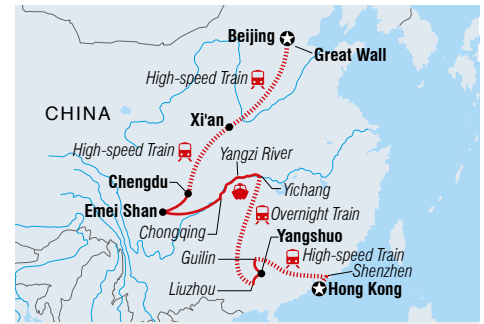 Beijing
Great Wall
High-speed Train
CHINA
Xi'an
High-speed Train
Yangzi River
Chengdu
Yichang
Emei Shan
Chongqing
Overnight Train
Yangshuo
Guilin
High-speed Train
Shenzhen
Liuzhou
Hong Kong